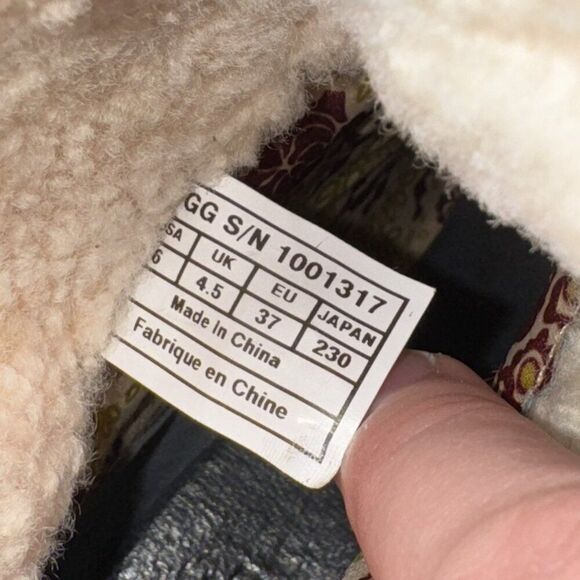 GG S/N 1001317
SA UK EU JAPAN
6 4.5 37 230
Made In China
Fabrique en Chine